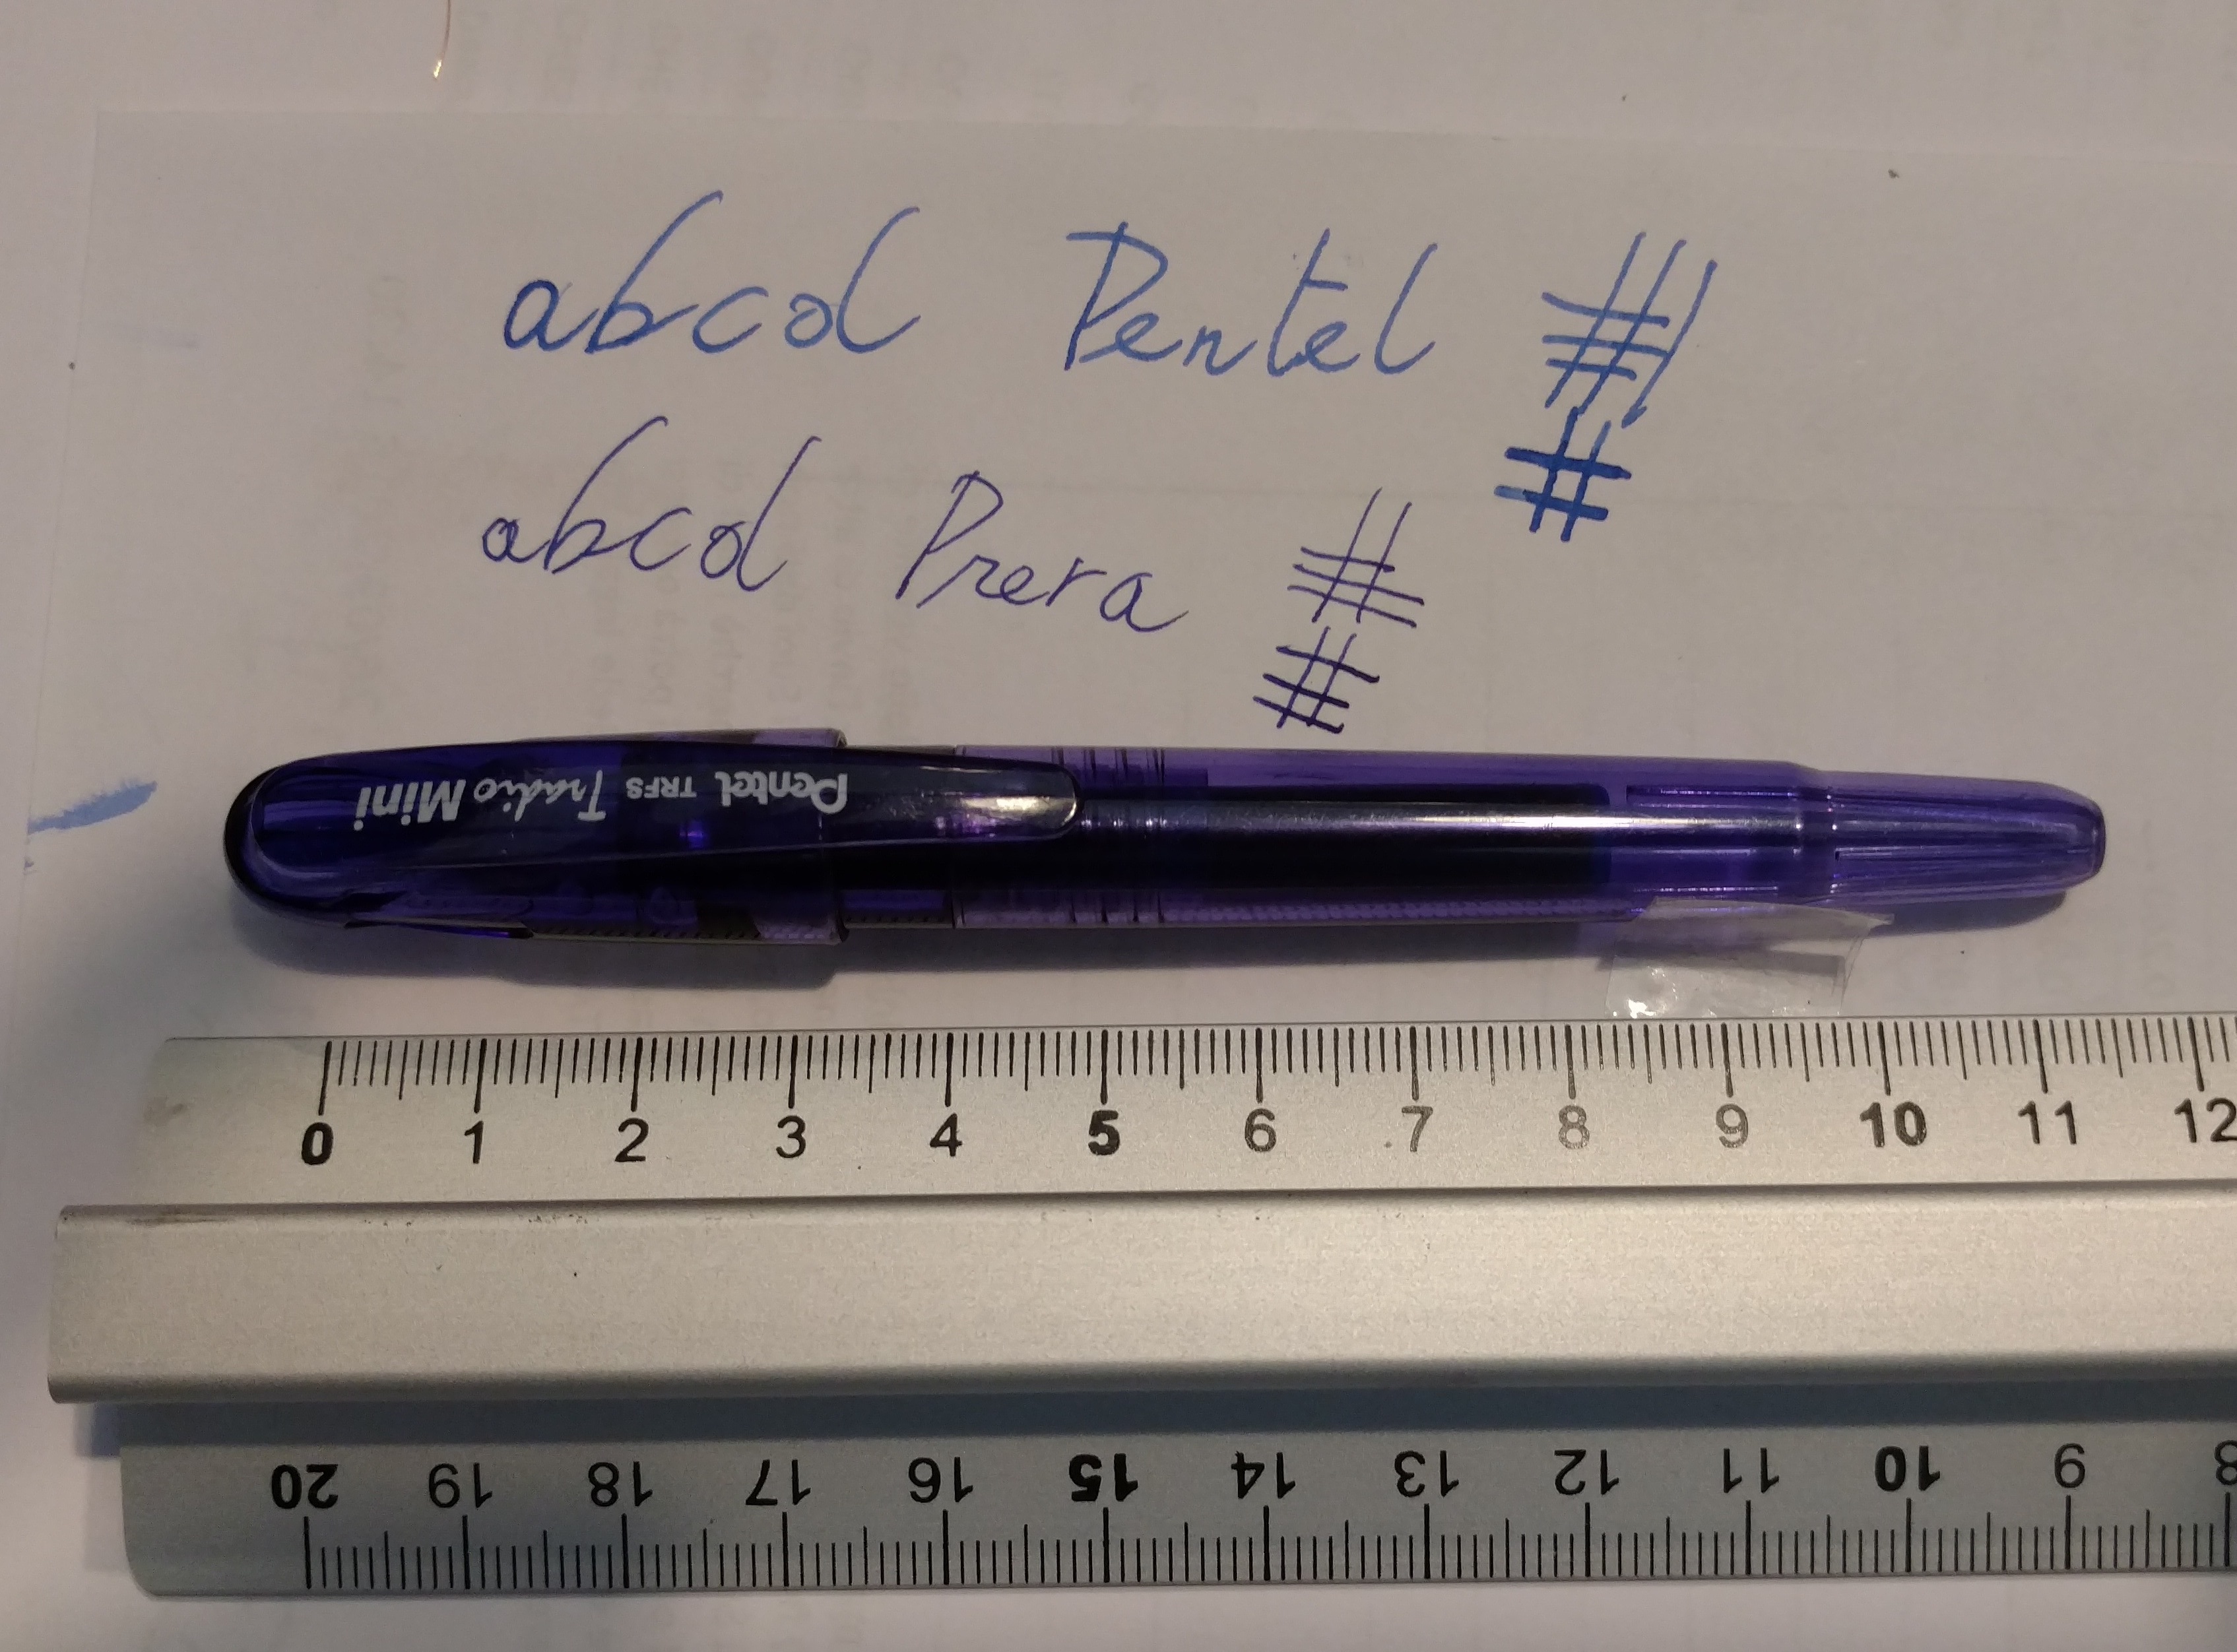 abcd Pentel #
#
abcd Prera #
#
Pentel TRFS Tradio Mini
0 1 2 3 4 5 6 7 8 9 10 11 12
20 19 18 17 16 15 14 13 12 11 10 9 8